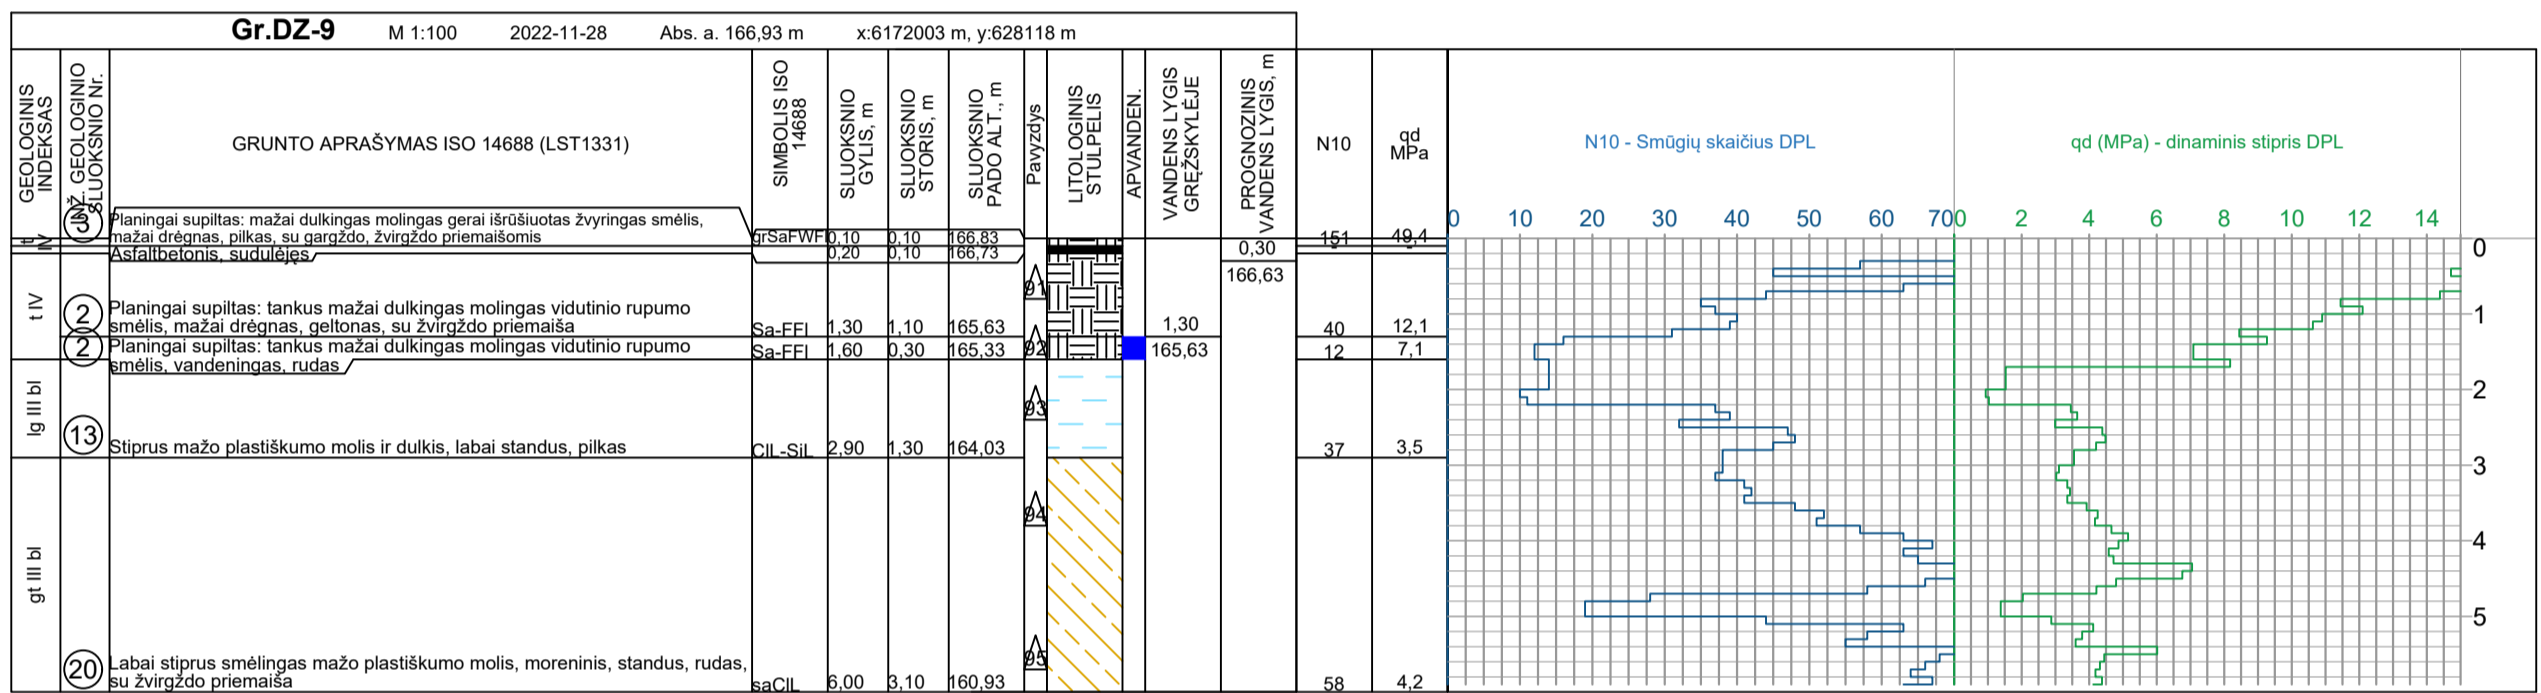 Gr.DZ-9 M 1:100 2022-11-28 Abs. a. 166,93 m x:6172003 m, y:628118 m
GEOLOGINIS
INDEKSAS
INŽ. GEOLOGINIO
SLUOKSNIO Nr.
GRUNTO APRAŠYMAS ISO 14688 (LST1331)
SIMBOLIS ISO
14688
SLUOKSNIO
GYLIS, m
SLUOKSNIO
STORIS, m
SLUOKSNIO
PADO ALT., m
Pavyzdys
LITOLOGINIS
STULPELIS
APVANDEN.
VANDENS LYGIS
GRĘŽSKYLĖJE
PROGNOZINIS
VANDENS LYGIS, m
N10
qd
MPa
N10 - Smūgių skaičius DPL
qd (MPa) - dinaminis stipris DPL
0 10 20 30 40 50 60 70
0 2 4 6 8 10 12 14
t IV
3
Planingai supiltas: mažai dulkingas molingas gerai išrūšiuotas žvyringas smėlis,
mažai drėgnas, pilkas, su gargždo, žvirgždo priemaišomis
grSaFWFI 0,10 0,10 166,83 151 49,4
Asfaltbetonis, sudulėjęs
0,20 0,10 166,73 - -
0,30
166,63
t IV
2
Planingai supiltas: tankus mažai dulkingas molingas vidutinio rupumo
smėlis, mažai drėgnas, geltonas, su žvirgždo priemaiša
Sa-FFI 1,30 1,10 165,63 91 1,30 40 12,1
2
Planingai supiltas: tankus mažai dulkingas molingas vidutinio rupumo
smėlis, vandeningas, rudas
Sa-FFI 1,60 0,30 165,33 92 165,63 12 7,1
lg III bl
13
Stiprus mažo plastiškumo molis ir dulkis, labai standus, pilkas
ClL-SiL 2,90 1,30 164,03 93 37 3,5
gt III bl
94
20
Labai stiprus smėlingas mažo plastiškumo molis, moreninis, standus, rudas,
su žvirgždo priemaiša
saClL 6,00 3,10 160,93 95 58 4,2
0
1
2
3
4
5